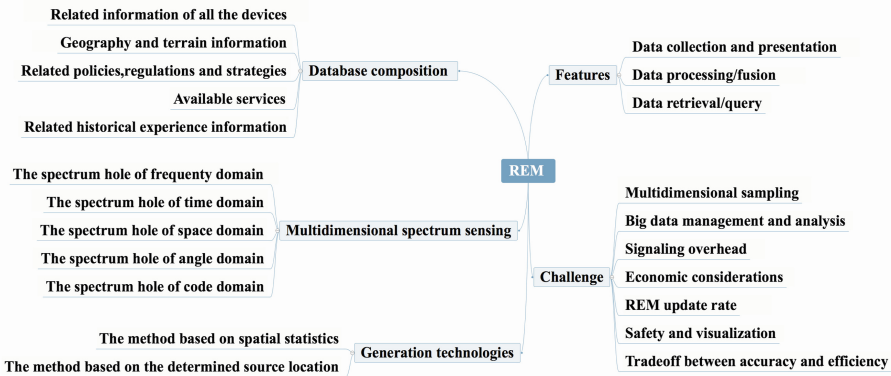 REM
Database composition
Related information of all the devices
Geography and terrain information
Related policies,regulations and strategies
Available services
Related historical experience information
Multidimensional spectrum sensing
The spectrum hole of frequenty domain
The spectrum hole of time domain
The spectrum hole of space domain
The spectrum hole of angle domain
The spectrum hole of code domain
Generation technologies
The method based on spatial statistics
The method based on the determined source location
Features
Data collection and presentation
Data processing/fusion
Data retrieval/query
Challenge
Multidimensional sampling
Big data management and analysis
Signaling overhead
Economic considerations
REM update rate
Safety and visualization
Tradeoff between accuracy and efficiency